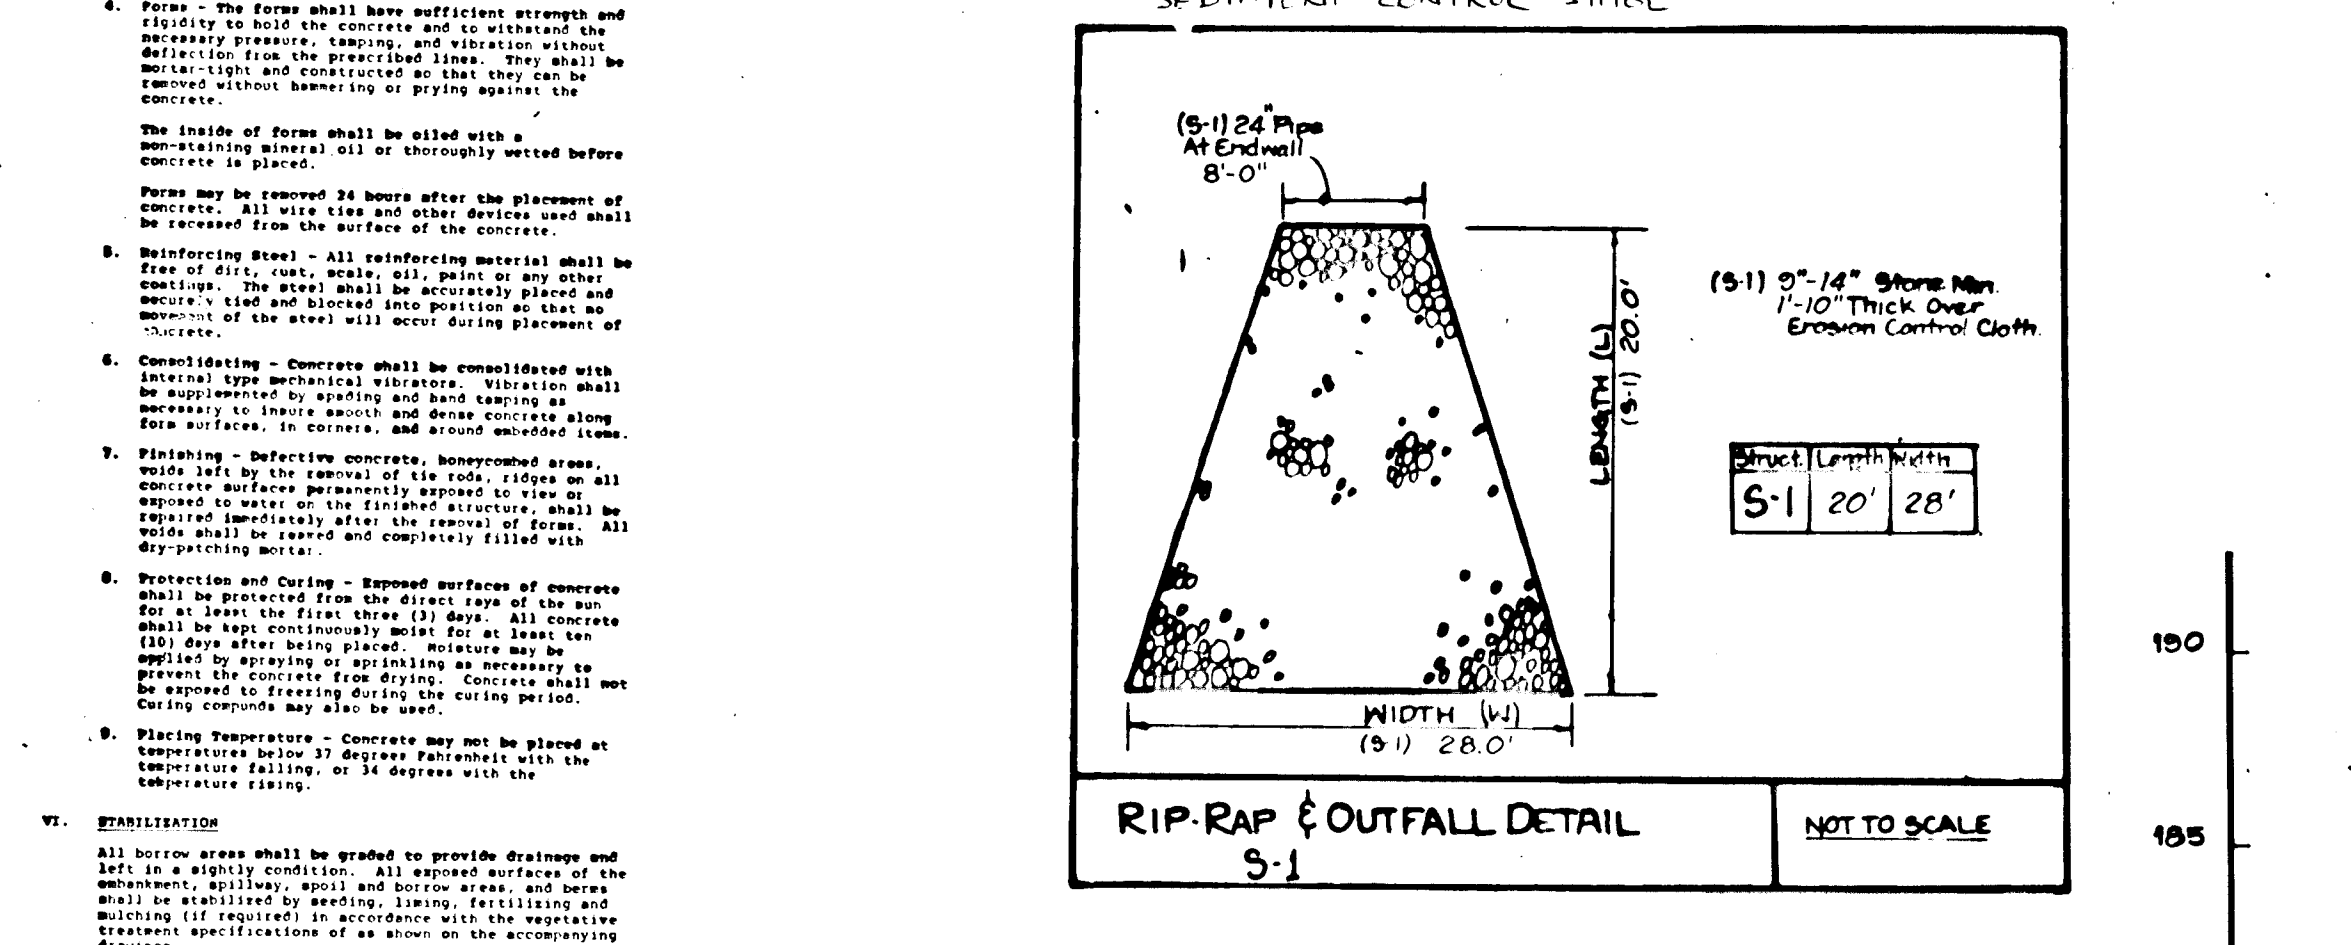 4. Forms - The forms shall have sufficient strength and
rigidity to hold the concrete and to withstand the
necessary pressure, tamping, and vibration without
deflection from the prescribed lines. They shall be
mortar-tight and constructed so that they can be
removed without hammering or prying against the
concrete.
The inside of forms shall be oiled with a
non-staining mineral oil or thoroughly wetted before
concrete is placed.
Forms may be removed 24 hours after the placement of
concrete. All wire ties and other devices used shall
be recessed from the surface of the concrete.
5. Reinforcing Steel - All reinforcing material shall be
free of dirt, rust, scale, oil, paint or any other
coatings. The steel shall be accurately placed and
securely tied and blocked into position so that no
movement of the steel will occur during placement of
concrete.
6. Consolidating - Concrete shall be consolidated with
internal type mechanical vibrators. Vibration shall
be supplemented by spading and hand tamping as
necessary to insure smooth and dense concrete along
form surfaces, in corners, and around embedded items.
7. Finishing - Defective concrete, honeycombed areas,
voids left by the removal of tie rods, ridges on all
concrete surfaces permanently exposed to view or
exposed to water on the finished structure, shall be
repaired immediately after the removal of forms. All
voids shall be reamed and completely filled with
dry-patching mortar.
8. Protection and Curing - Exposed surfaces of concrete
shall be protected from the direct rays of the sun
for at least the first three (3) days. All concrete
shall be kept continuously moist for at least ten
(10) days after being placed. Moisture may be
applied by spraying or sprinkling as necessary to
prevent the concrete from drying. Concrete shall not
be exposed to freezing during the curing period.
Curing compunds may also be used.
9. Placing Temperature - Concrete may not be placed at
temperatures below 37 degrees Fahrenheit with the
temperature falling, or 34 degrees with the
temperature rising.
VI. STABILIZATION
All borrow areas shall be graded to provide drainage and
left in a sightly condition. All exposed surfaces of the
embankment, spillway, spoil and borrow areas, and berms
shall be stabilized by seeding, liming, fertilizing and
mulching (if required) in accordance with the vegetative
treatment specifications of as shown on the accompanying
SEDIMENT CONTROL
(S-1) 24" Pipe
At Endwall
8'-0"
LENGTH (L)
(S-1) 20.0'
(S-1) 9"-14" Stone Min.
1'-10" Thick Over
Erosion Control Cloth.
Struct. Length Width
S-1 20' 28'
WIDTH (W)
(S-1) 28.0'
RIP-RAP & OUTFALL DETAIL
S-1
NOT TO SCALE
190
185